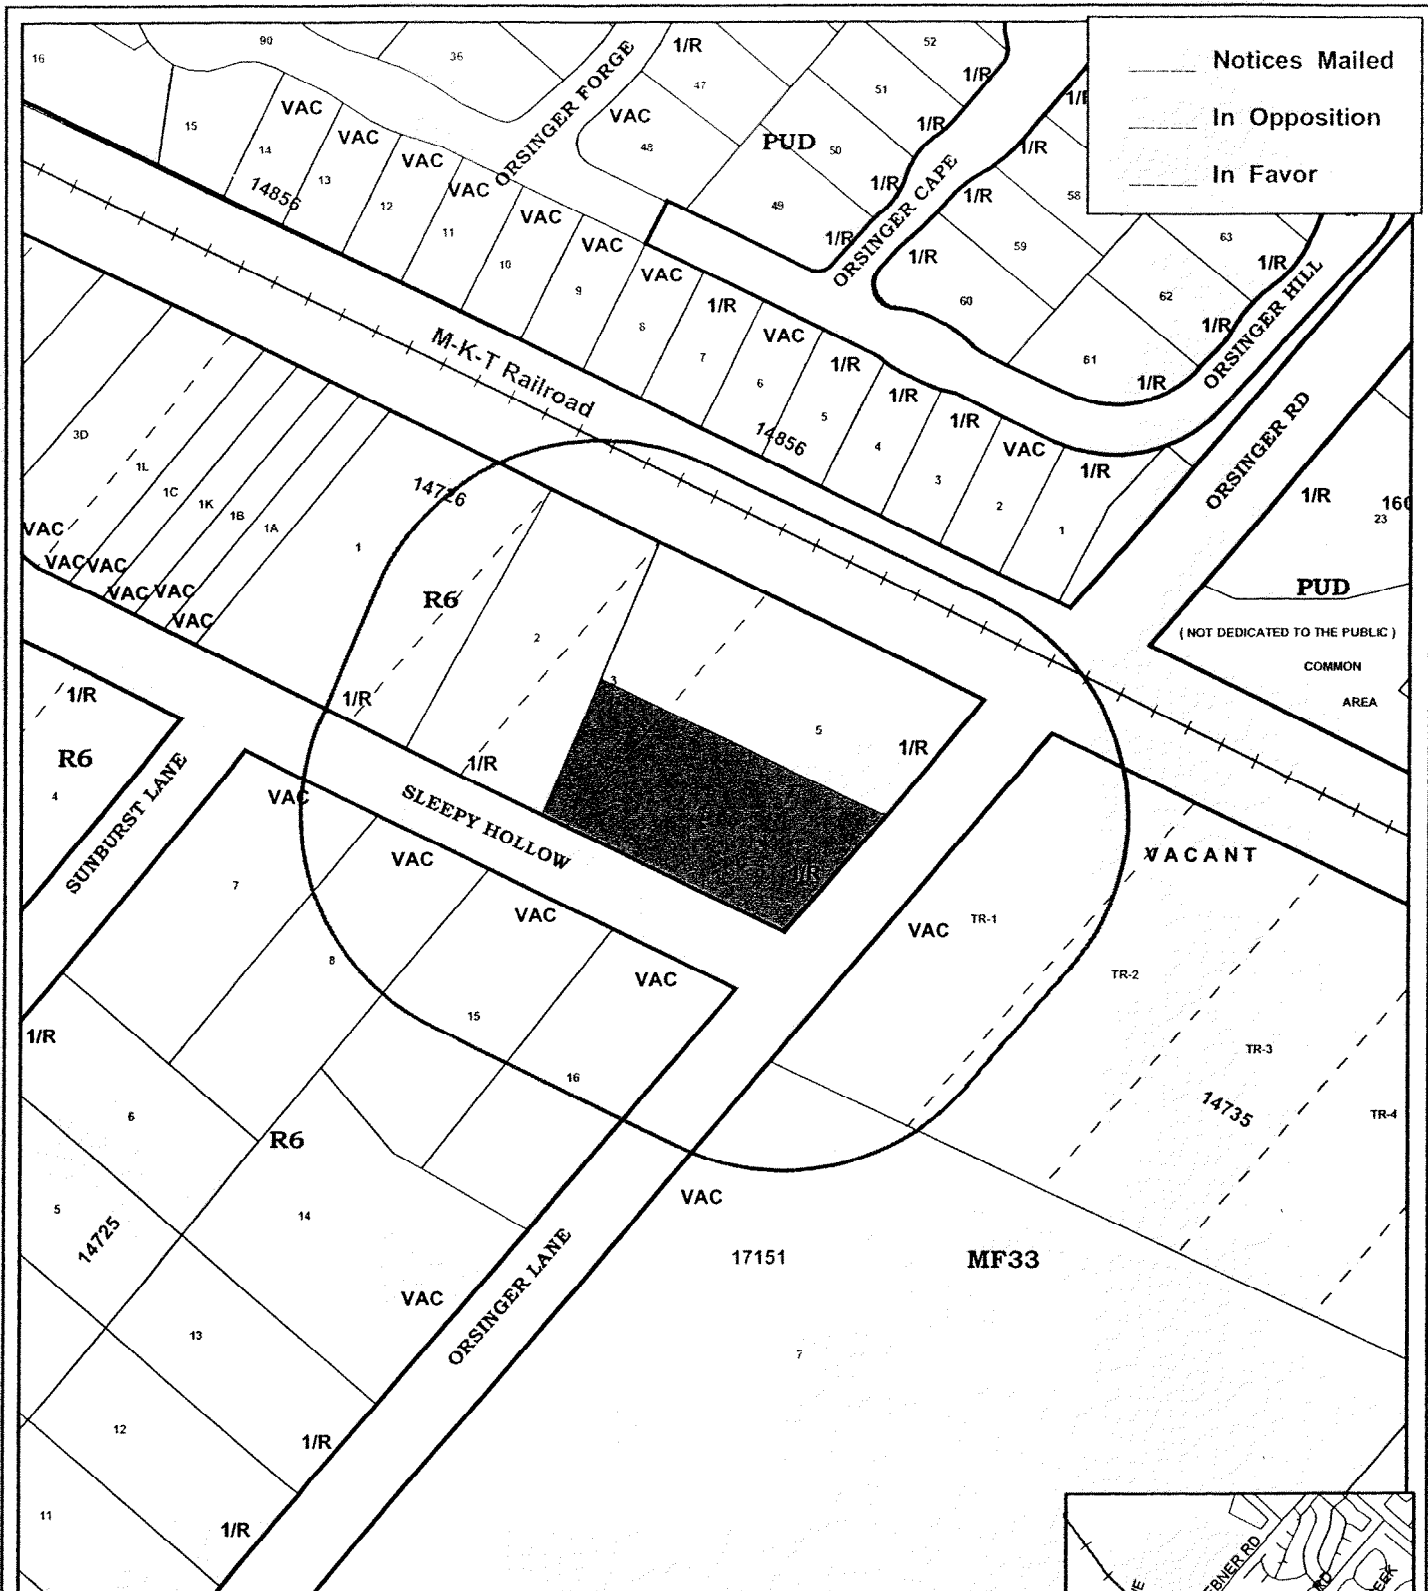 Notices Mailed
In Opposition
In Favor
16
90
36
ORSINGER FORGE
1/R
47
52
1/R
51
1/R
VAC
48
PUD
50
1/R
49
1/R
1/R
ORSINGER CAPE
1/R
1/R
58
59
1/R
60
63
1/R
62
1/R
61
1/R
ORSINGER HILL
15
VAC
14
14856
VAC
13
VAC
12
VAC
11
VAC
10
VAC
9
VAC
8
1/R
7
VAC
6
1/R
5
14856
1/R
4
1/R
3
VAC
2
1/R
1
M-K-T Railroad
ORSINGER RD
1/R
23
PUD
( NOT DEDICATED TO THE PUBLIC )
COMMON
AREA
3D
1L
1C
1K
1B
1A
1
14726
VAC
VAC
VAC
VAC
VAC
VAC
R6
2
3
5
1/R
1/R
1/R
1/R
1/R
R6
4
SUNBURST LANE
SLEEPY HOLLOW
VAC
VAC
VAC
VAC
7
8
15
16
VACANT
VAC
TR-1
TR-2
TR-3
TR-4
14735
1/R
6
R6
5
14725
14
VAC
13
12
1/R
11
1/R
ORSINGER LANE
VAC
17151
MF33
7
EBNER RD
RD
EEK